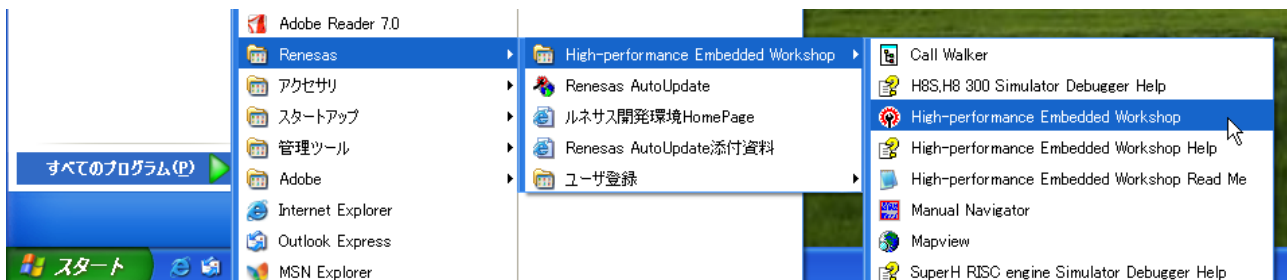 Adobe Reader 7.0
Renesas
アクセサリ
スタートアップ
管理ツール
Adobe
Internet Explorer
Outlook Express
MSN Explorer
High-performance Embedded Workshop
Renesas AutoUpdate
ルネサス開発環境HomePage
Renesas AutoUpdate添付資料
ユーザ登録
Call Walker
H8S,H8 300 Simulator Debugger Help
High-performance Embedded Workshop
High-performance Embedded Workshop Help
High-performance Embedded Workshop Read Me
Manual Navigator
Mapview
SuperH RISC engine Simulator Debugger Help
すべてのプログラム(P)
スタート